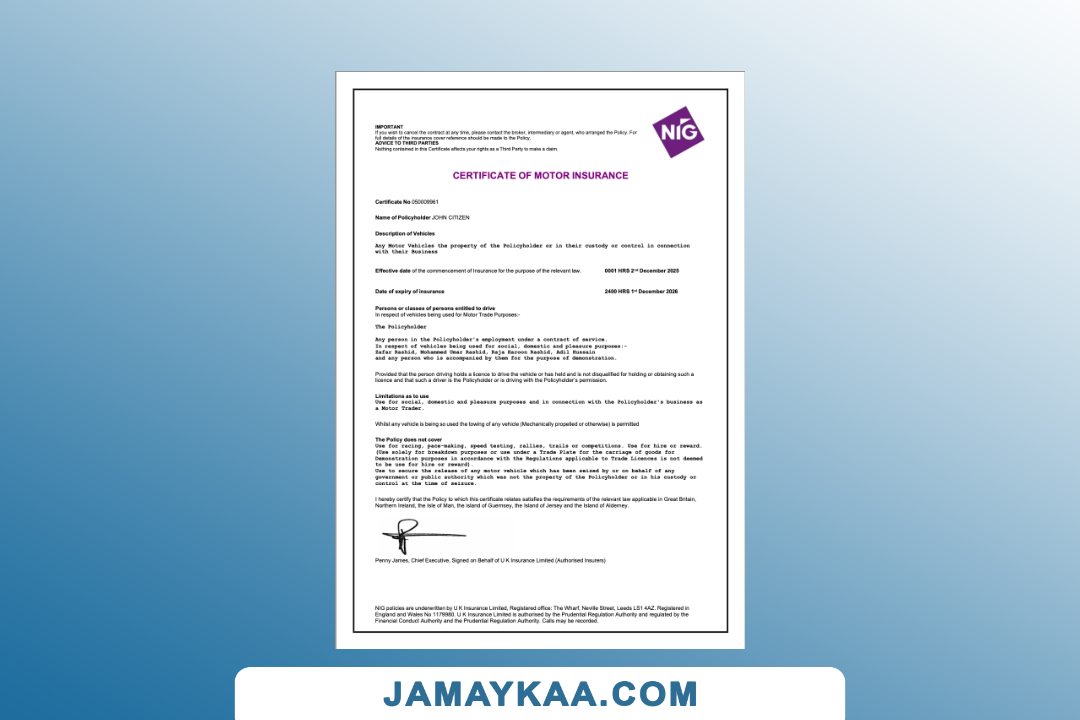 IMPORTANT
If you wish to cancel the contract at any time, please contact the broker, intermediary or agent, who arranged the Policy. For
full details of the insurance cover reference should be made to the Policy.
ADVICE TO THIRD PARTIES
Nothing contained in this Certificate affects your rights as a Third Party to make a claim.
NIG
CERTIFICATE OF MOTOR INSURANCE
Certificate No 050609961
Name of Policyholder JOHN CITIZEN
Description of Vehicles
Any Motor Vehicles the property of the Policyholder or in their custody or control in connection
with their Business
Effective date of the commencement of Insurance for the purpose of the relevant law. 0001 HRS 2nd December 2025
Date of expiry of insurance 2400 HRS 1st December 2026
Persons or classes of persons entitled to drive
In respect of vehicles being used for Motor Trade Purposes:-
The Policyholder
Any person in the Policyholder's employment under a contract of service.
In respect of vehicles being used for social, domestic and pleasure purposes:-
Zafar Rashid, Mohammed Umar Rashid, Raja Haroon Rashid, Adil Hussain
and any person who is accompanied by them for the purpose of demonstration.
Provided that the person driving holds a licence to drive the vehicle or has held and is not disqualified for holding or obtaining such a
licence and that such a driver is the Policyholder or is driving with the Policyholder's permission.
Limitations as to use
Use for social, domestic and pleasure purposes and in connection with the Policyholder's business as
a Motor Trader.
Whilst any vehicle is being so used the towing of any vehicle (Mechanically propelled or otherwise) is permitted
The Policy does not cover
Use for racing, pace-making, speed testing, rallies, trails or competitions. Use for hire or reward.
(Use solely for breakdown purposes or use under a Trade Plate for the carriage of goods for
Demonstration purposes in accordance with the Regulations applicable to Trade Licences is not deemed
to be use for hire or reward).
Use to secure the release of any motor vehicle which has been seized by or on behalf of any
government or public authority which was not the property of the Policyholder or in his custody or
control at the time of seizure.
I hereby certify that the Policy to which this certificate relates satisfies the requirements of the relevant law applicable in Great Britain,
Northern Ireland, the Isle of Man, the island of Guernsey, the Island of Jersey and the Island of Alderney.
Penny James, Chief Executive, Signed on Behalf of U K Insurance Limited (Authorised Insurers)
NIG policies are underwritten by U K Insurance Limited, Registered office: The Wharf, Neville Street, Leeds LS1 4AZ. Registered in
England and Wales No 1179980. U K Insurance Limited is authorised by the Prudential Regulation Authority and regulated by the
Financial Conduct Authority and the Prudential Regulation Authority. Calls may be recorded.
JAMAYKAA.COM